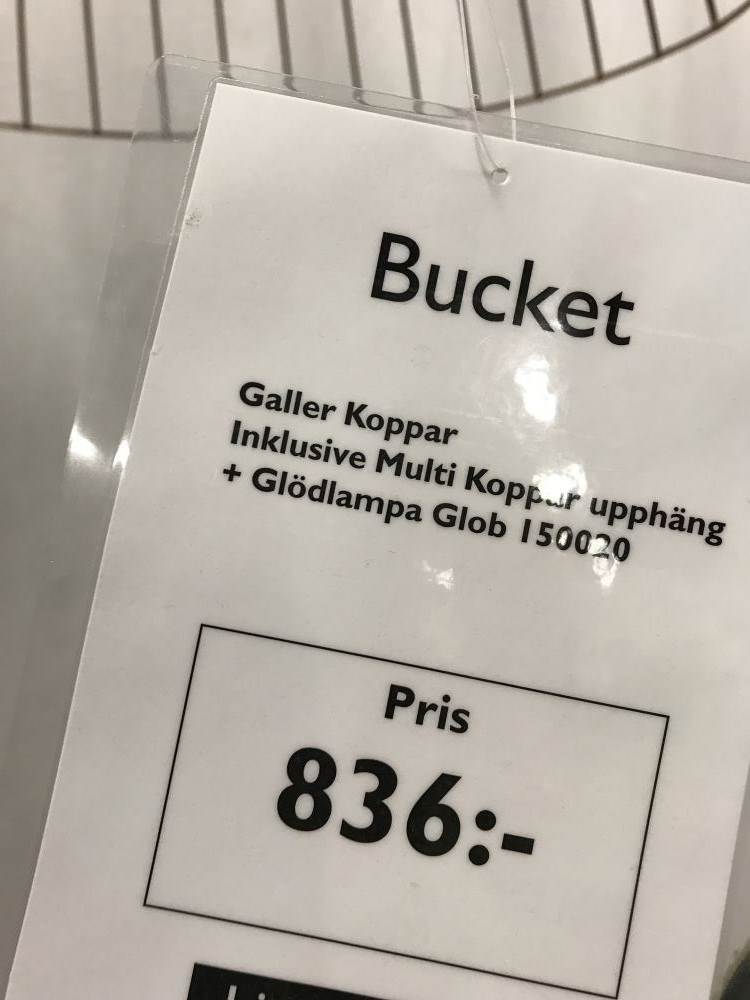 Bucket
Galler Koppar
Inklusive Multi Koppar upphäng
+ Glödlampa Glob 150020
Pris
836:-